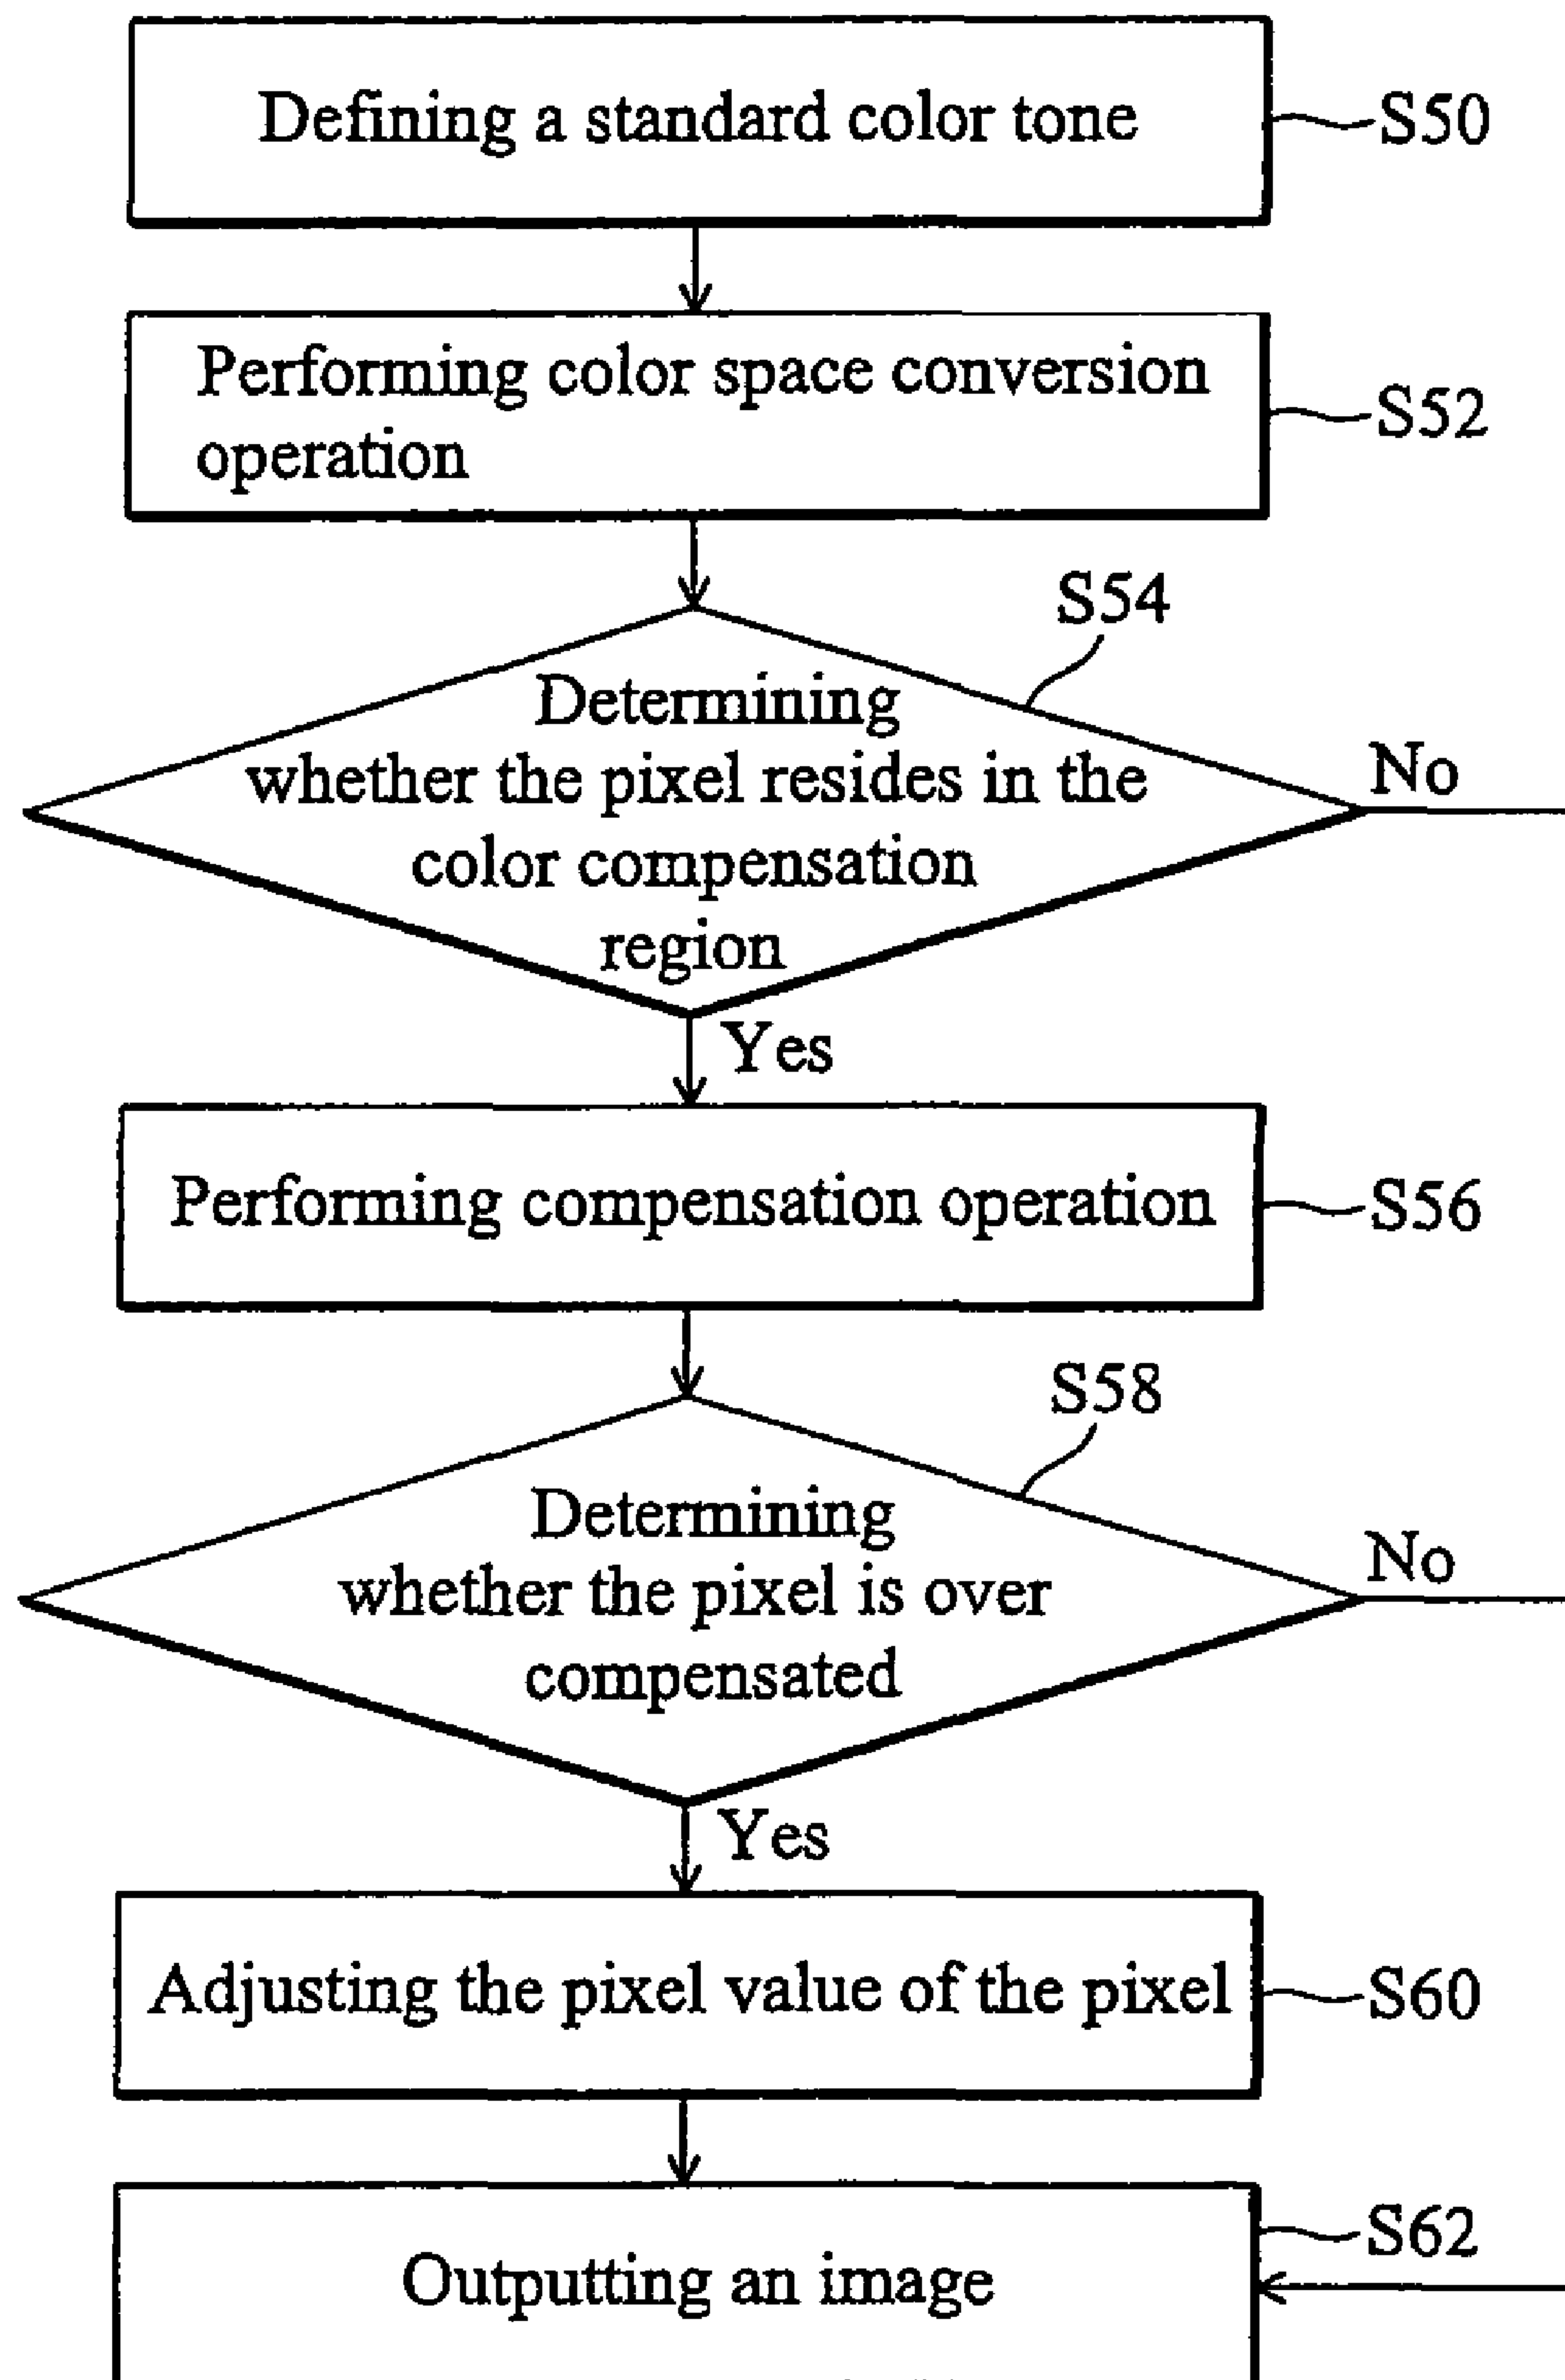 Defining a standard color tone
S50
Performing color space conversion
operation
S52
S54
Determining
whether the pixel resides in the
color compensation
region
No
Yes
Performing compensation operation
S56
S58
Determining
whether the pixel is over
compensated
No
Yes
Adjusting the pixel value of the pixel
S60
S62
Outputting an image